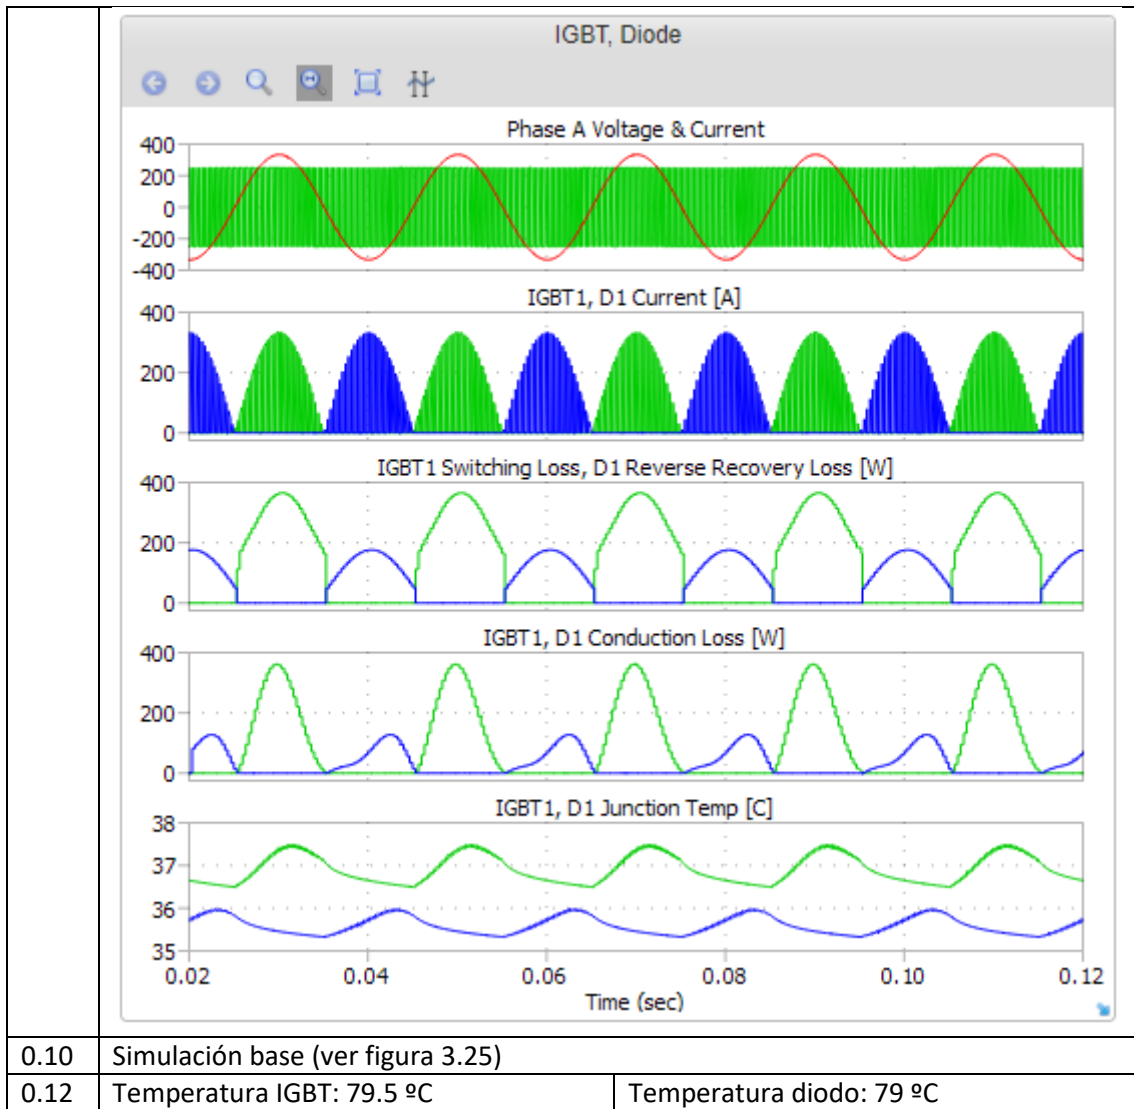 IGBT, Diode
Phase A Voltage & Current
400
200
0
-200
-400
IGBT1, D1 Current [A]
400
200
0
IGBT1 Switching Loss, D1 Reverse Recovery Loss [W]
400
200
0
IGBT1, D1 Conduction Loss [W]
400
200
0
IGBT1, D1 Junction Temp [C]
38
37
36
35
0.02 0.04 0.06 0.08 0.10 0.12
Time (sec)
0.10 Simulación base (ver figura 3.25)
0.12 Temperatura IGBT: 79.5 ºC Temperatura diodo: 79 ºC